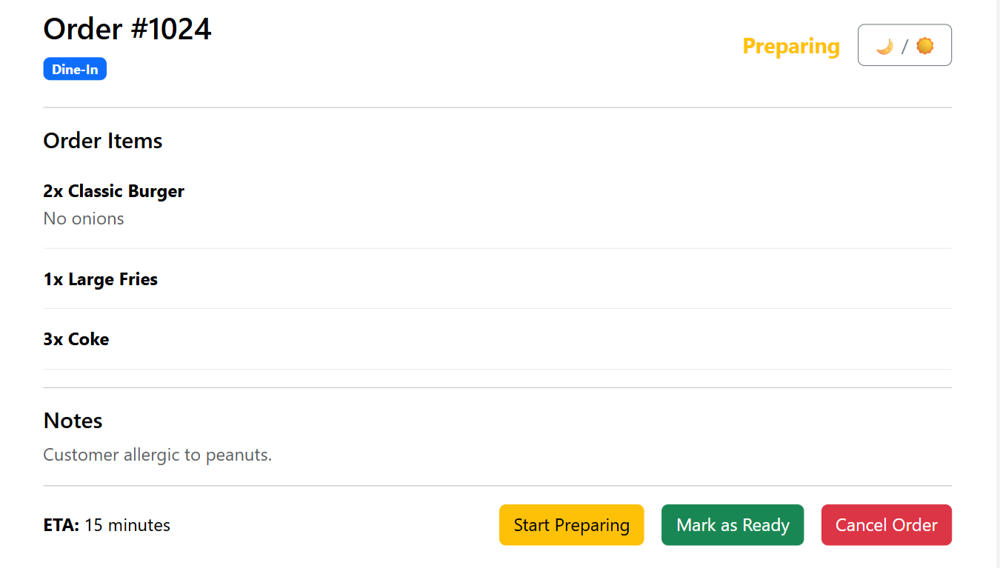 Order #1024
Dine-In
Preparing
🌙 / ☀️
Order Items
2x Classic Burger
No onions
1x Large Fries
3x Coke
Notes
Customer allergic to peanuts.
ETA: 15 minutes
Start Preparing
Mark as Ready
Cancel Order